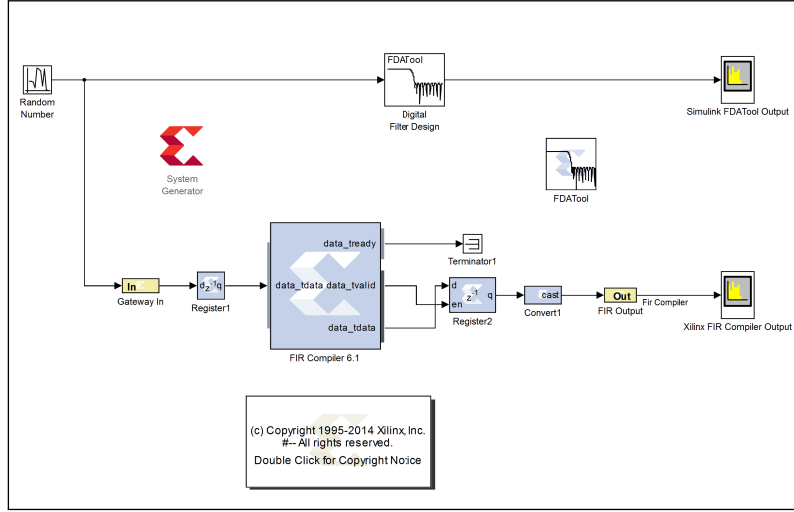 FDATool
Random
Number
Digital
Filter Design
Simulink FDATool Output
System
Generator
FDATool
data_tready
Terminator1
In
Gateway In
d z⁻¹ q
Register1
data_tdata data_tvalid
data_tdata
FIR Compiler 6.1
d
en
z⁻¹
q
Register2
cast
Convert1
Out
FIR Output
Fir Compiler
Xilinx FIR Compiler Output
(c) Copyright 1995-2014 Xilinx, Inc.
#-- All rights reserved.
Double Click for Copyright Notice